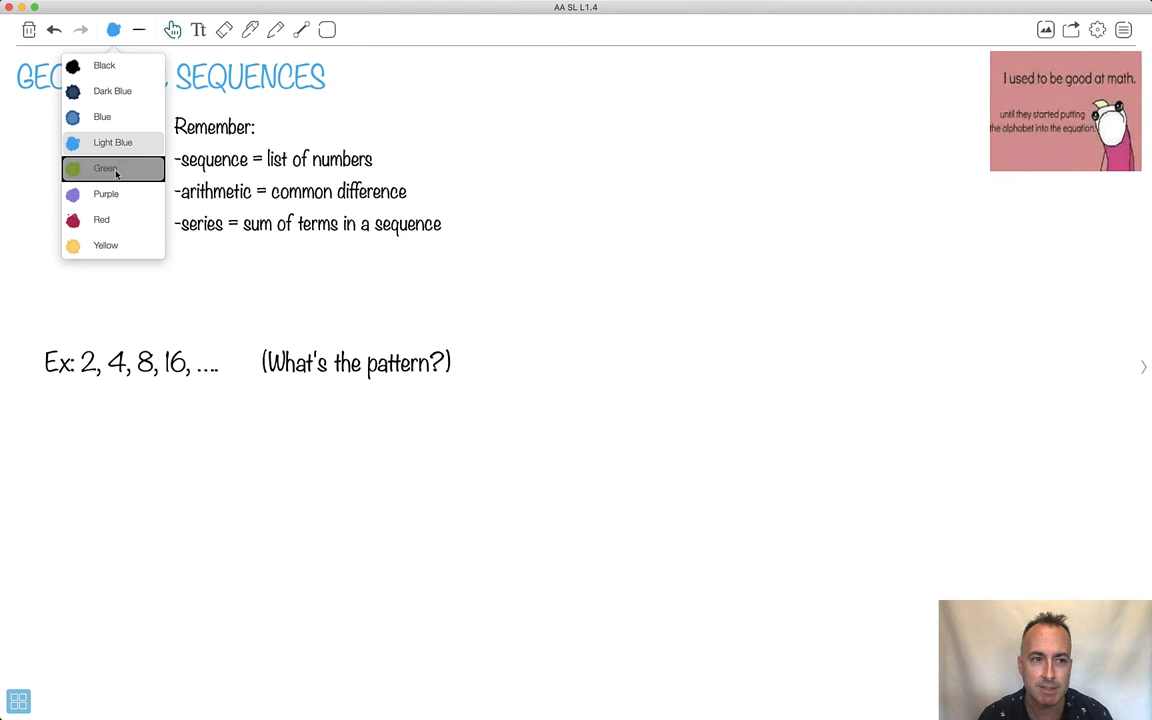 AA SL L1.4
Tt
Black
Dark Blue
Blue
Light Blue
Green
Purple
Red
Yellow
SEQUENCES
Remember:
-sequence = list of numbers
-arithmetic = common difference
-series = sum of terms in a sequence
I used to be good at math.
until they started putting
the alphabet into the equation.
Ex: 2, 4, 8, 16, .... (What's the pattern?)